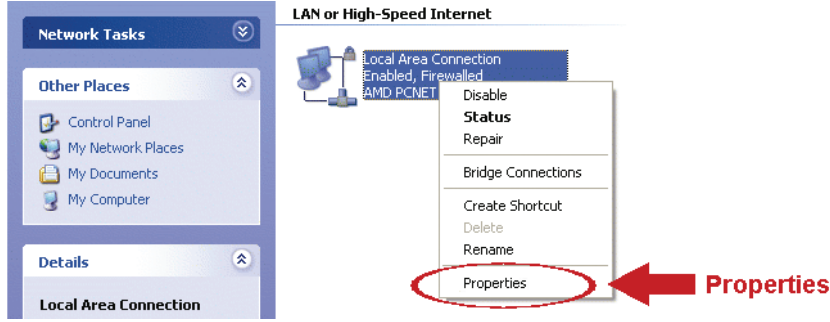 LAN or High-Speed Internet
Network Tasks
Other Places
Control Panel
My Network Places
My Documents
My Computer
Details
Local Area Connection
Local Area Connection
Enabled, Firewalled
AMD PCNET
Disable
Status
Repair
Bridge Connections
Create Shortcut
Delete
Rename
Properties
Properties